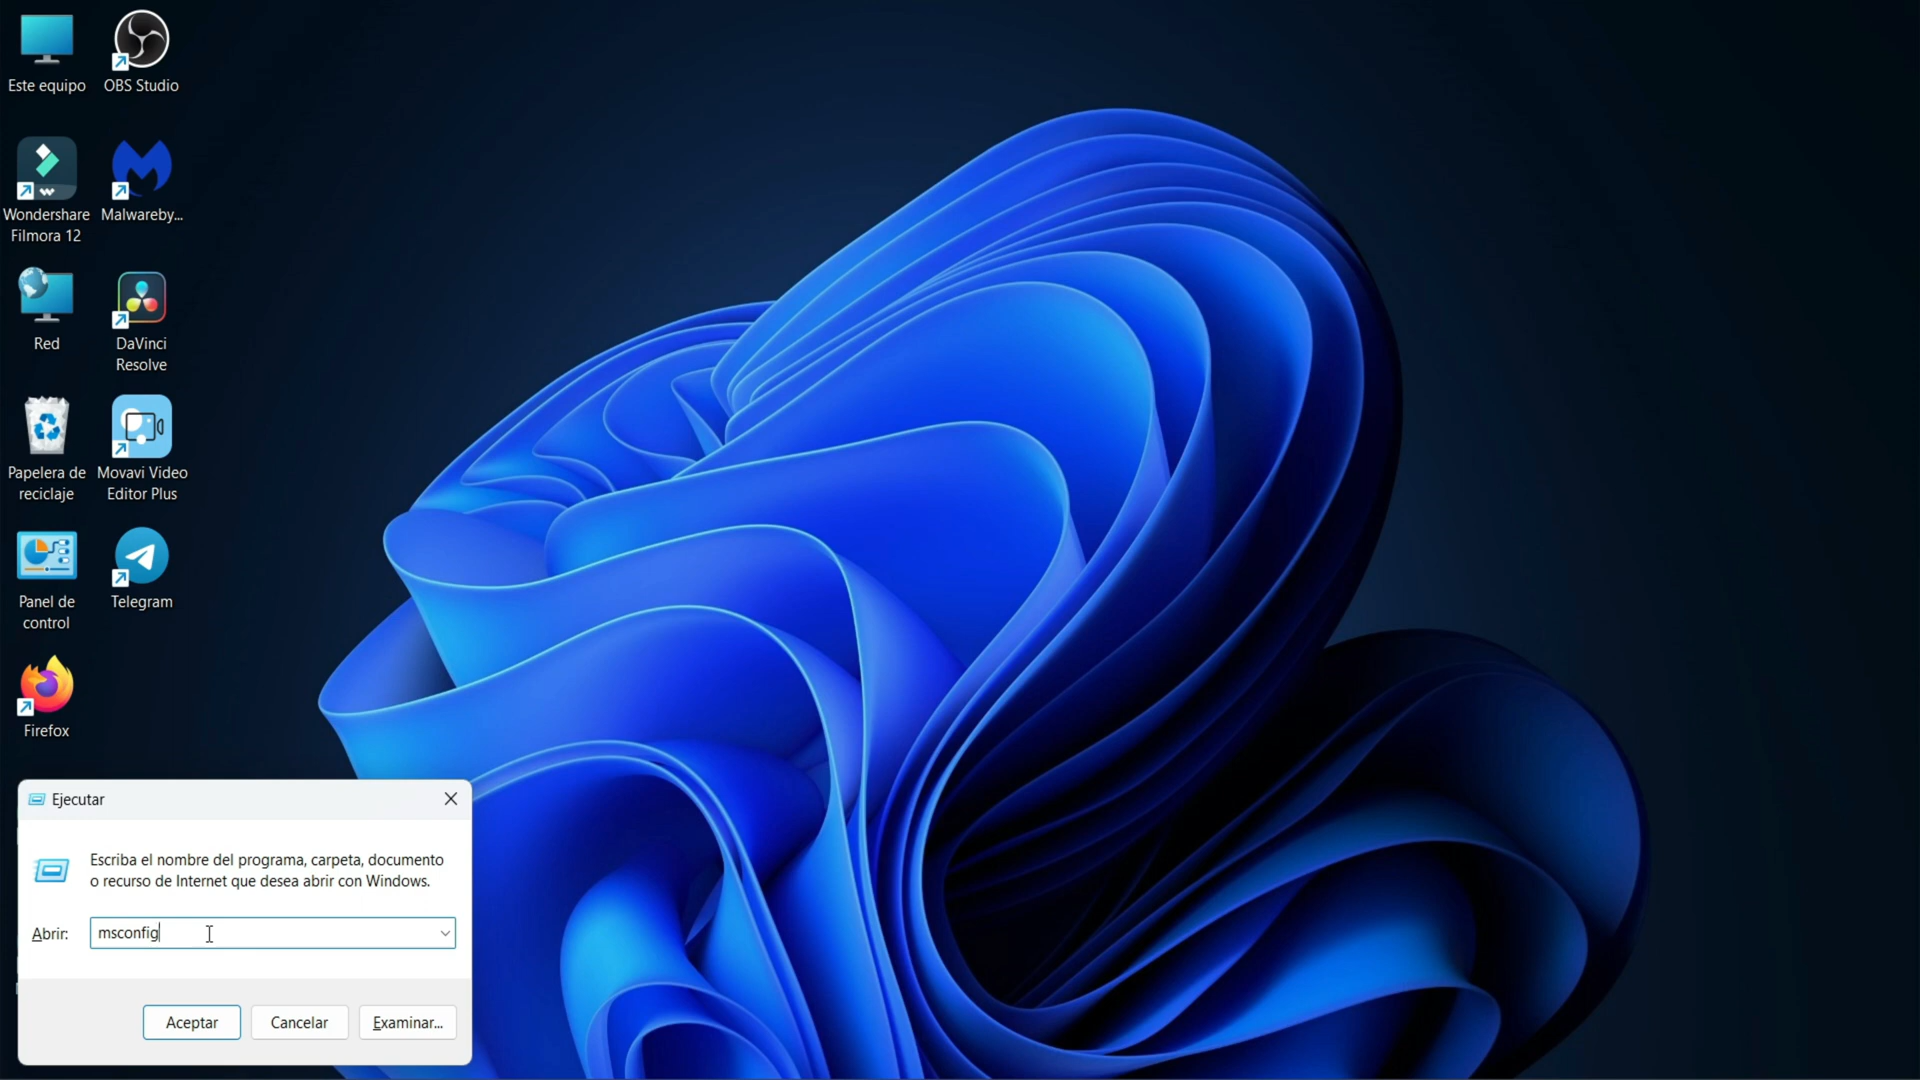 Este equipo
OBS Studio
Wondershare
Filmora 12
Malwareby...
Red
DaVinci
Resolve
Papelera de
reciclaje
Movavi Video
Editor Plus
Panel de
control
Telegram
Firefox
Ejecutar
Escriba el nombre del programa, carpeta, documento
o recurso de Internet que desea abrir con Windows.
Abrir: msconfig
Aceptar Cancelar Examinar...